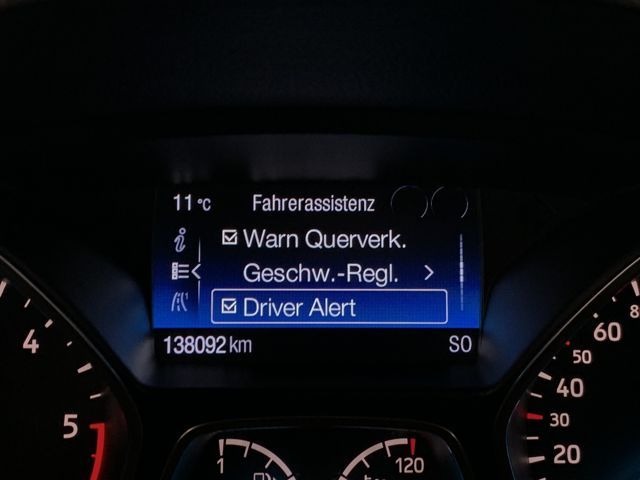 11 °C Fahrerassistenz
Warn Querverk.
Geschw.-Regl.
Driver Alert
138092 km SO
4
5
1
120
8
60
50
40
30
20